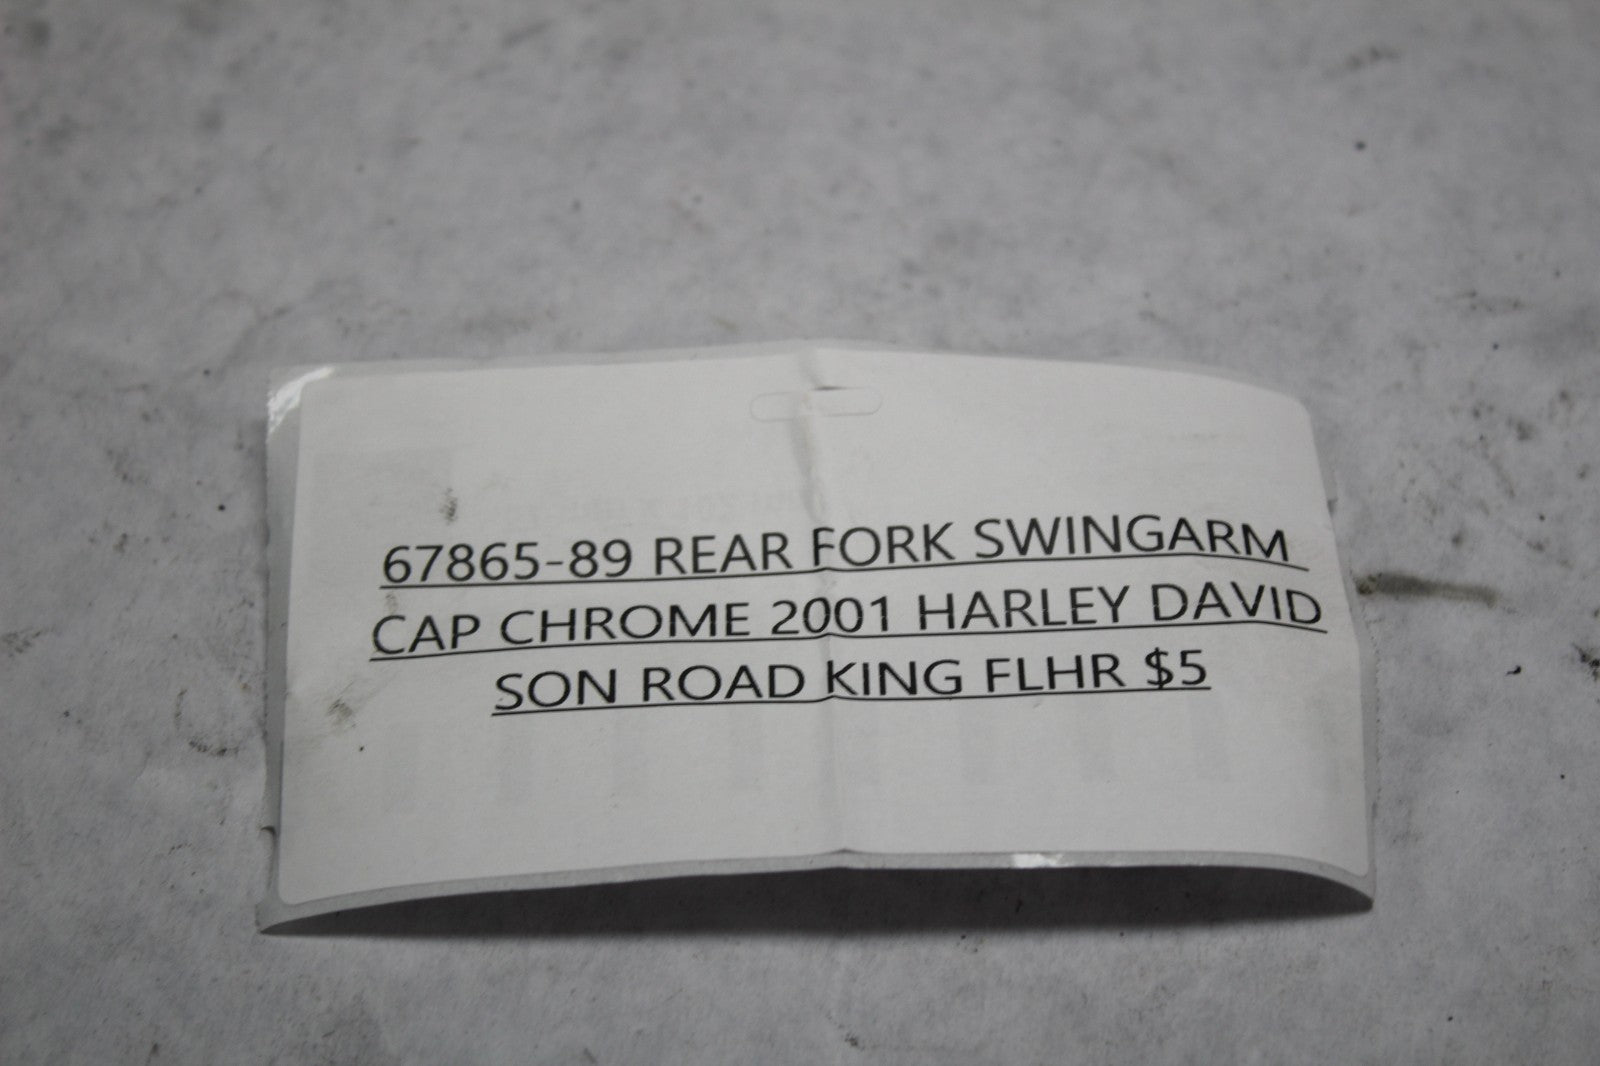 67865-89 REAR FORK SWINGARM
CAP CHROME 2001 HARLEY DAVID
SON ROAD KING FLHR $5